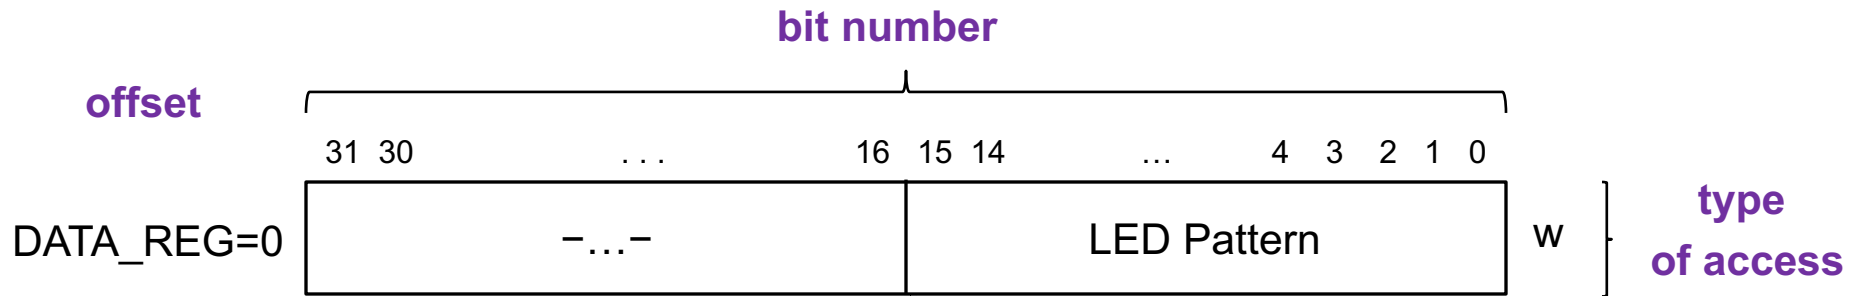 bit number
offset
31 30 . . . 16 15 14 … 4 3 2 1 0
DATA_REG=0 −…− LED Pattern w type
of access